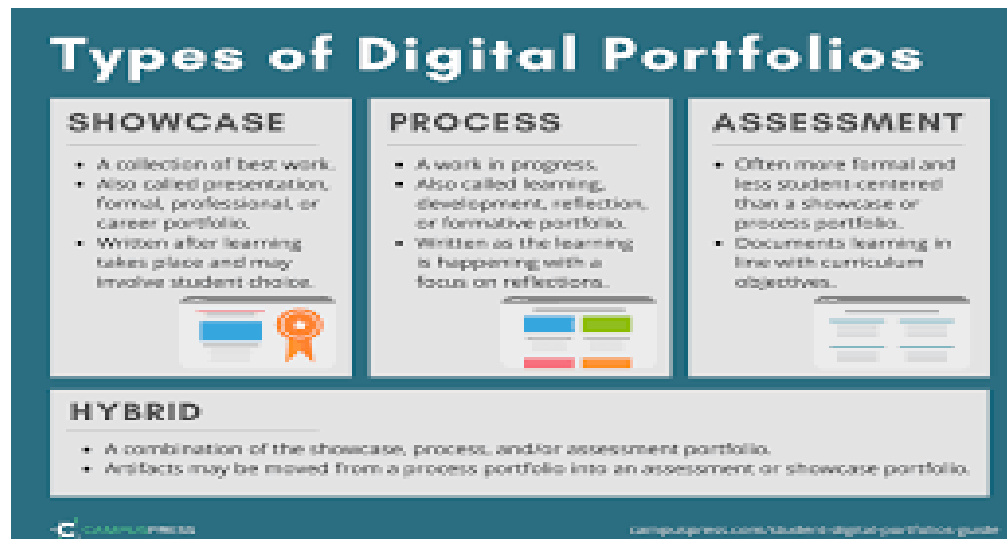 Types of Digital Portfolios
SHOWCASE
• A collection of best work.
• Also called presentation,
formal, professional, or
career portfolio.
• Written after learning
takes place and may
involve student choice.
PROCESS
• A work in progress.
• Also called learning,
development, reflection,
or formative portfolio.
• Written as the learning
is happening with a
focus on reflections.
ASSESSMENT
• Often more formal and
less student-centered
than a showcase or
process portfolio.
• Documents learning in
line with curriculum
objectives.
HYBRID
• A combination of the showcase, process, and/or assessment portfolio.
• Artifacts may be moved from a process portfolio into an assessment or showcase portfolio.
CAMPUSPRESS
campuspress.com/student-digital-portfolios-guide